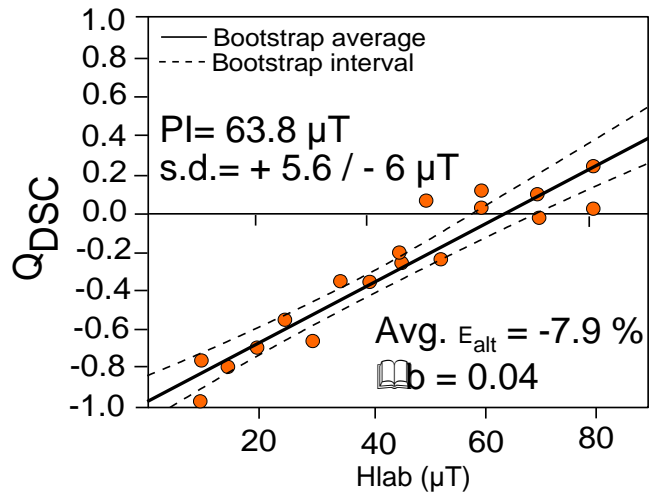 1.0
Bootstrap average
0.8
Bootstrap interval
0.6
0.4
PI= 63.8 µT
0.2
s.d.= + 5.6 / - 6 µT
0.0
QDSC
-0.2
-0.4
-0.6
Avg. Ealt = -7.9 %
-0.8
b = 0.04
-1.0
20 40 60 80
Hlab (µT)